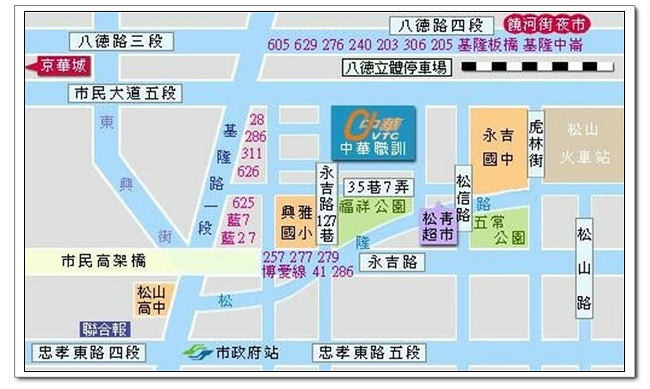 八德路四段
饒河街夜市
八德路三段
605 629 276 240 203 306 205 基隆板橋 基隆中崙
京華城
八德立體停車場
市民大道五段
東興街
基隆路一段
28
286
311
626
中華
VTC
中華職訓
永吉國中
虎林街
松山
火車站
永吉路127巷
35巷7弄
松信路
625
藍7
藍27
興雅
國小
福祥公園
松青
超市
五常
公園
松隆路
松山路
市民高架橋
257 277 279
博愛線 41 286
永吉路
松山
高中
聯合報
忠孝東路四段
市政府站
忠孝東路五段